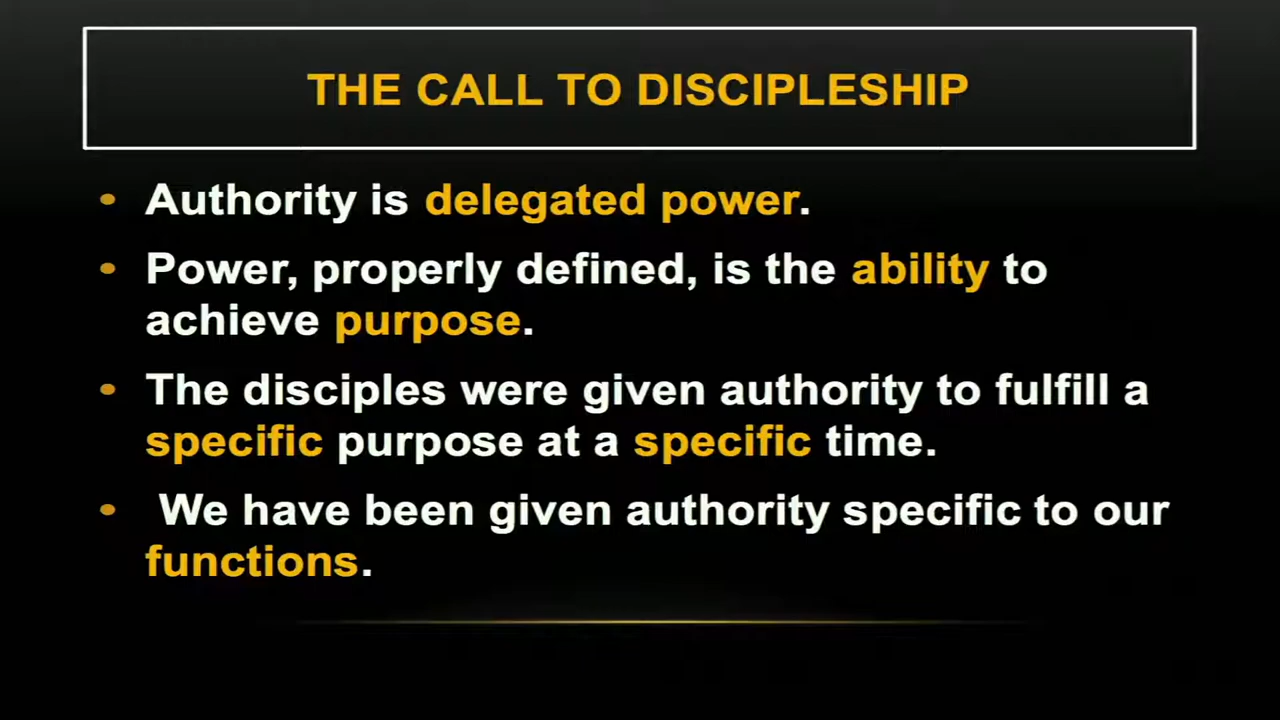 THE CALL TO DISCIPLESHIP
• Authority is delegated power.
• Power, properly defined, is the ability to
achieve purpose.
• The disciples were given authority to fulfill a
specific purpose at a specific time.
• We have been given authority specific to our
functions.